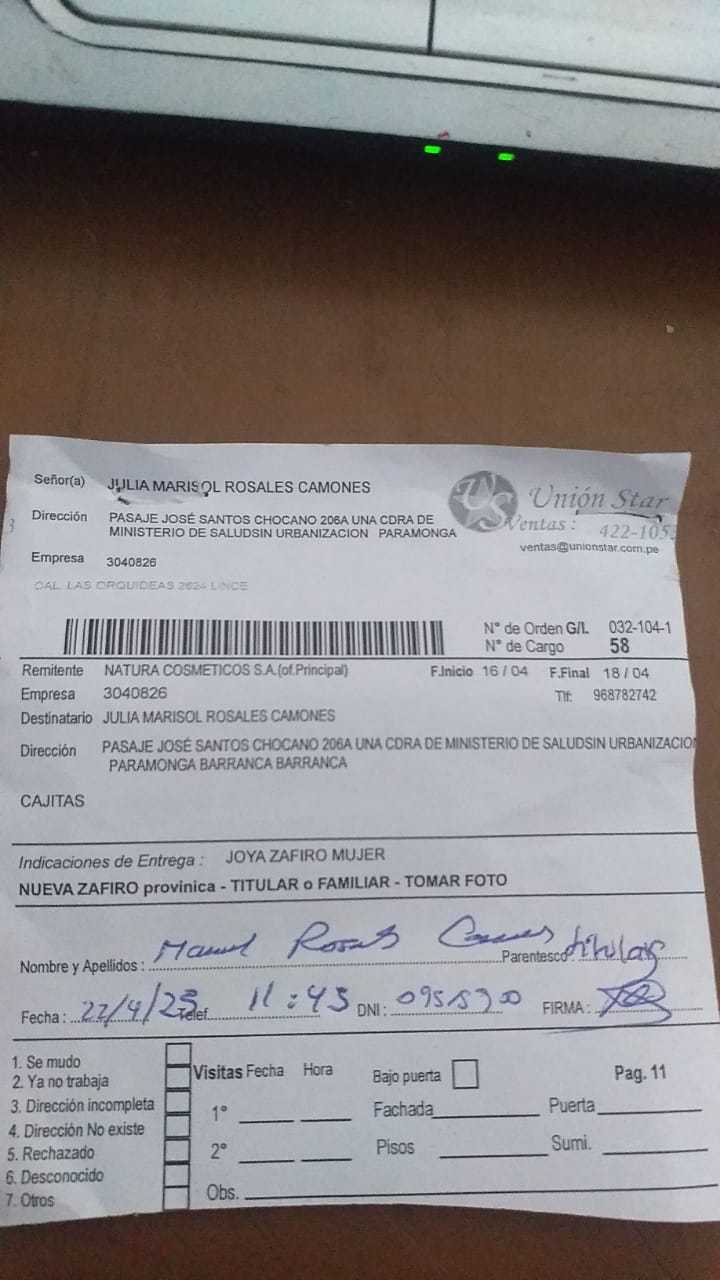 Señor(a) JULIA MARISOL ROSALES CAMONES
Unión Star
Dirección PASAJE JOSÉ SANTOS CHOCANO 206A UNA CDRA DE
MINISTERIO DE SALUDSIN URBANIZACION PARAMONGA
Ventas : 422-105
ventas@unionstar.com.pe
Empresa 3040826
CAL. LAS ORQUIDEAS 2624 LINCE
N° de Orden G/I. 032-104-1
N° de Cargo 58
Remitente NATURA COSMETICOS S.A.(of.Principal) F.Inicio 16 / 04 F.Final 18 / 04
Empresa 3040826 Tlf: 968782742
Destinatario JULIA MARISOL ROSALES CAMONES
Dirección PASAJE JOSÉ SANTOS CHOCANO 206A UNA CDRA DE MINISTERIO DE SALUDSIN URBANIZACION
PARAMONGA BARRANCA BARRANCA
CAJITAS
Indicaciones de Entrega : JOYA ZAFIRO MUJER
NUEVA ZAFIRO provinica - TITULAR o FAMILIAR - TOMAR FOTO
Nombre y Apellidos : Manuel Rosales Parentesco titular
Fecha : 22/4/23 Telef. 11:43 DNI : FIRMA :
1. Se mudo
2. Ya no trabaja
3. Dirección incompleta
4. Dirección No existe
5. Rechazado
6. Desconocido
7. Otros
Visitas Fecha Hora Bajo puerta Pag. 11
1° Fachada Puerta
2° Pisos Sumi.
Obs.